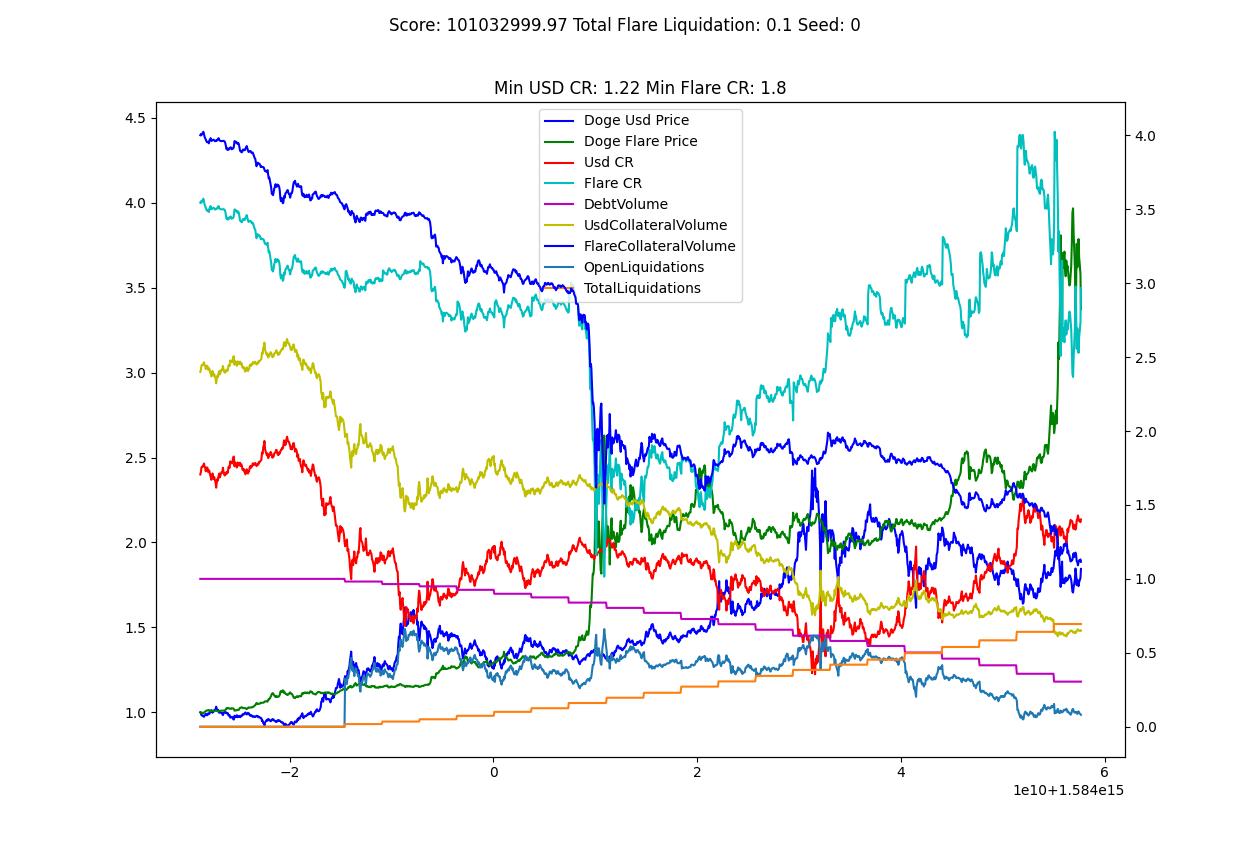 Score: 101032999.97 Total Flare Liquidation: 0.1 Seed: 0
Min USD CR: 1.22 Min Flare CR: 1.8
4.5
4.0
3.5
3.0
2.5
2.0
1.5
1.0
Doge Usd Price
Doge Flare Price
Usd CR
Flare CR
DebtVolume
UsdCollateralVolume
FlareCollateralVolume
OpenLiquidations
TotalLiquidations
4.0
3.5
3.0
2.5
2.0
1.5
1.0
0.5
0.0
−2 0 2 4 6
1e10+1.584e15